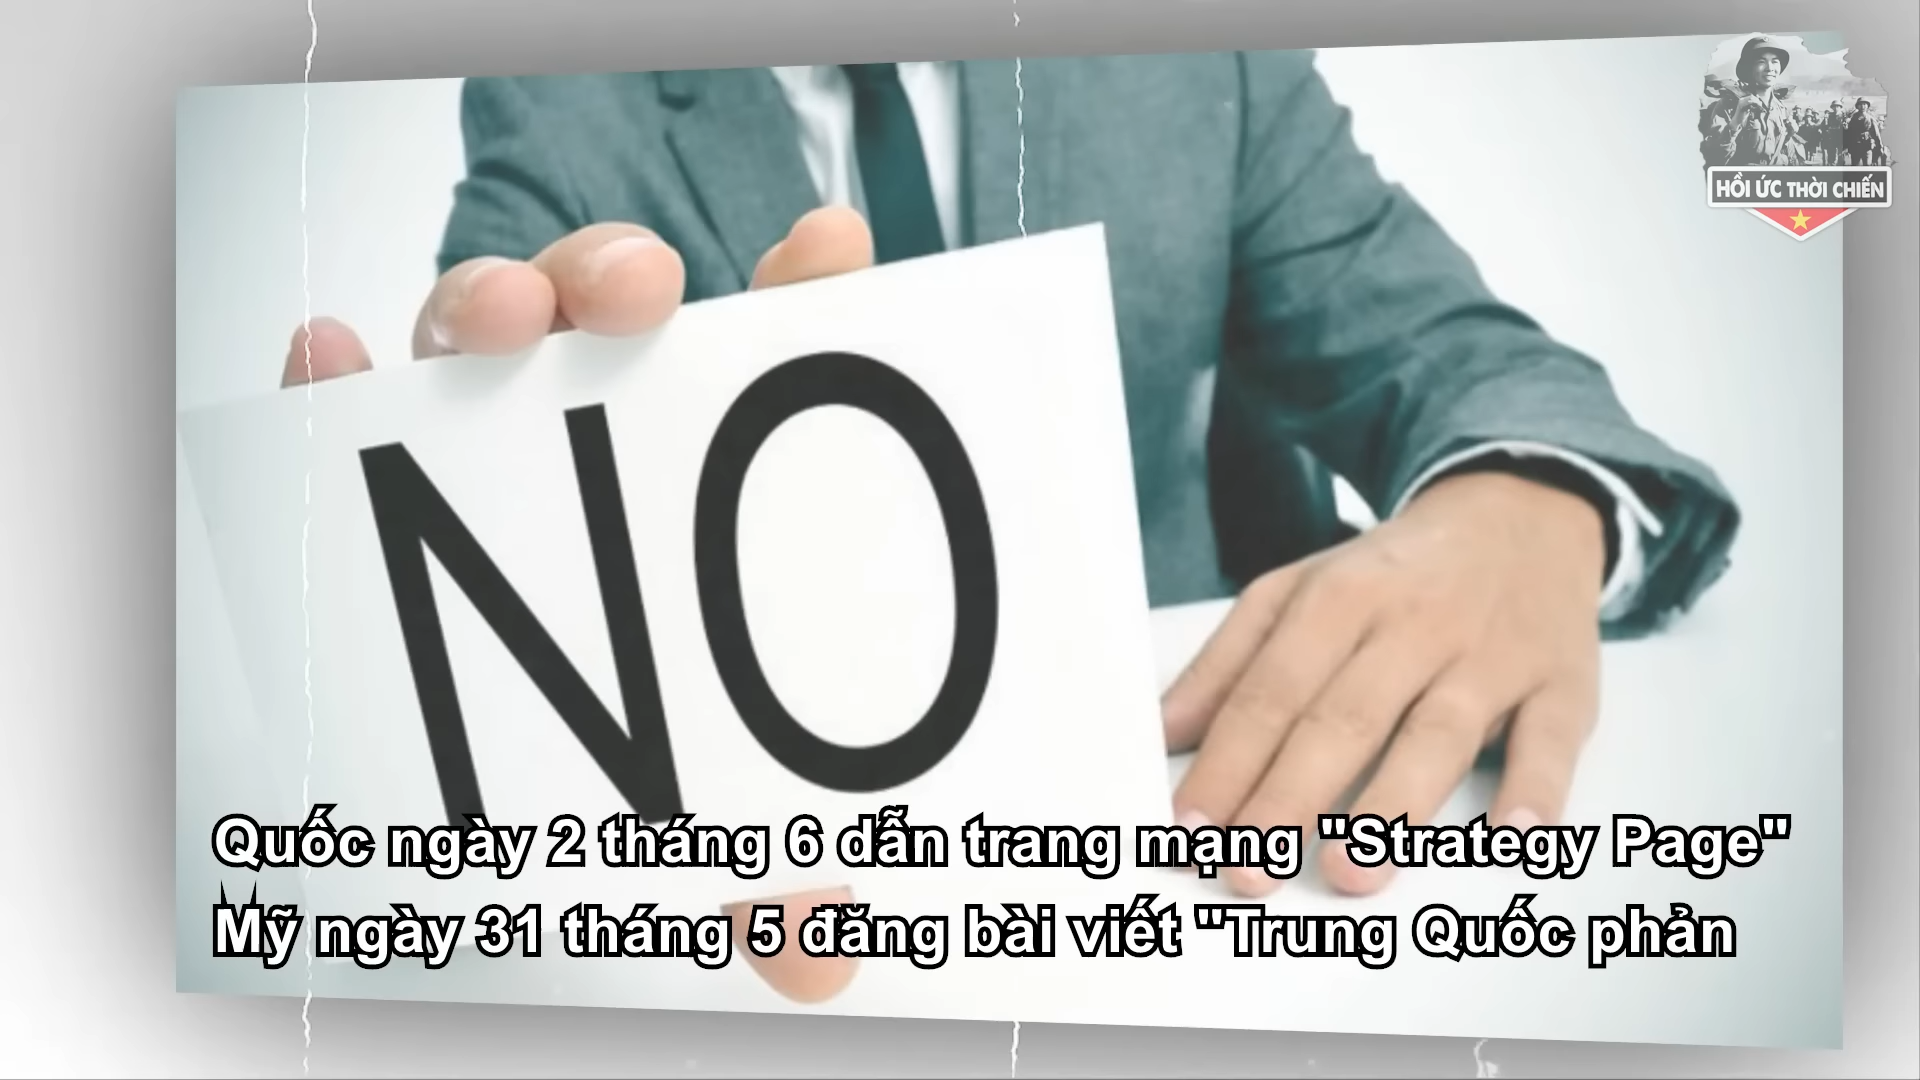 HỒI ỨC THỜI CHIẾN
NO
Quốc ngày 2 tháng 6 dẫn trang mạng "Strategy Page"
Mỹ ngày 31 tháng 5 đăng bài viết "Trung Quốc phản